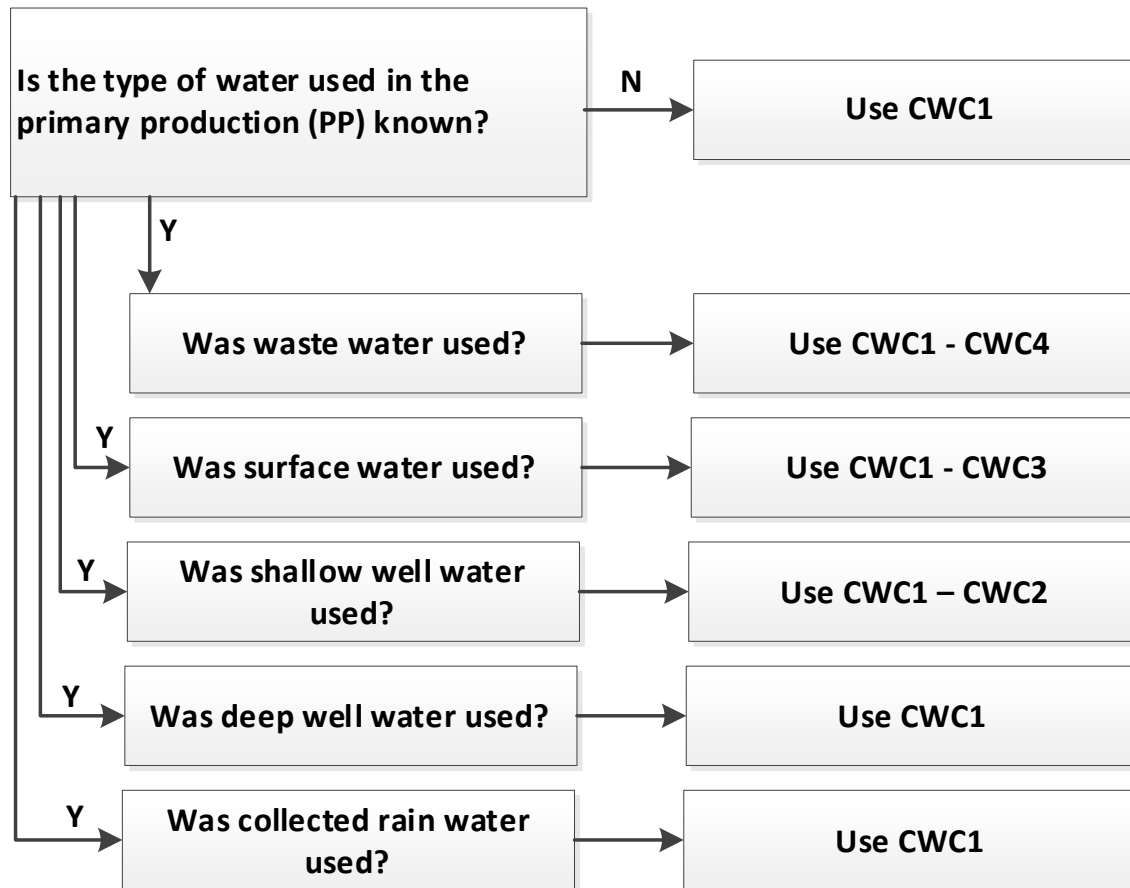 Is the type of water used in the
primary production (PP) known?
N
Use CWC1
Y
Was waste water used?
Use CWC1 - CWC4
Y
Was surface water used?
Use CWC1 - CWC3
Y
Was shallow well water
used?
Use CWC1 – CWC2
Y
Was deep well water used?
Use CWC1
Y
Was collected rain water
used?
Use CWC1